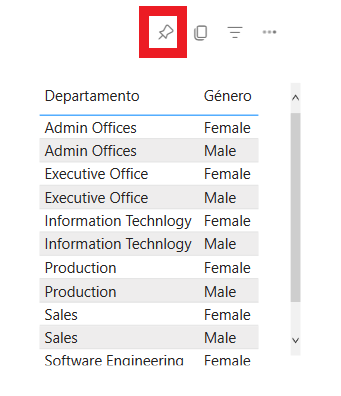 Departamento Género
Admin Offices Female
Admin Offices Male
Executive Office Female
Executive Office Male
Information Technlogy Female
Information Technlogy Male
Production Female
Production Male
Sales Female
Sales Male
Software Engineering Female